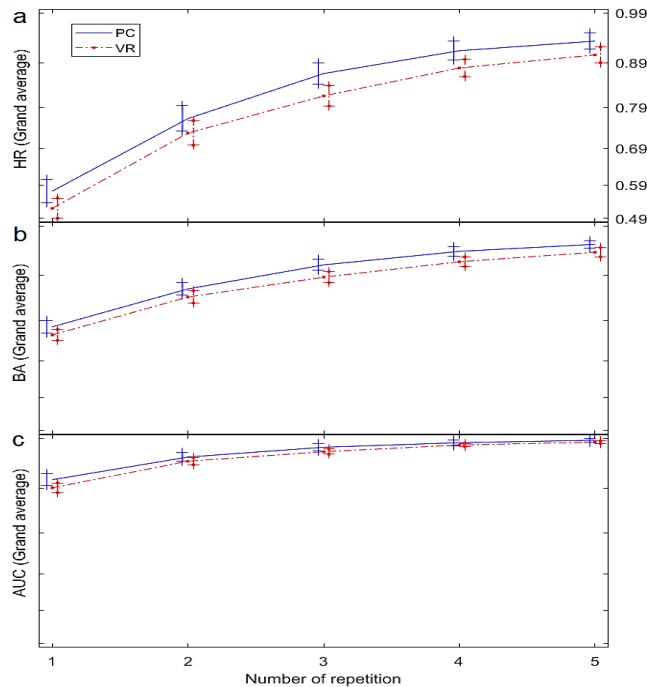 a
PC
VR
HR (Grand average)
0.99
0.89
0.79
0.69
0.59
0.49
b
BA (Grand average)
c
AUC (Grand average)
1 2 3 4 5
Number of repetition